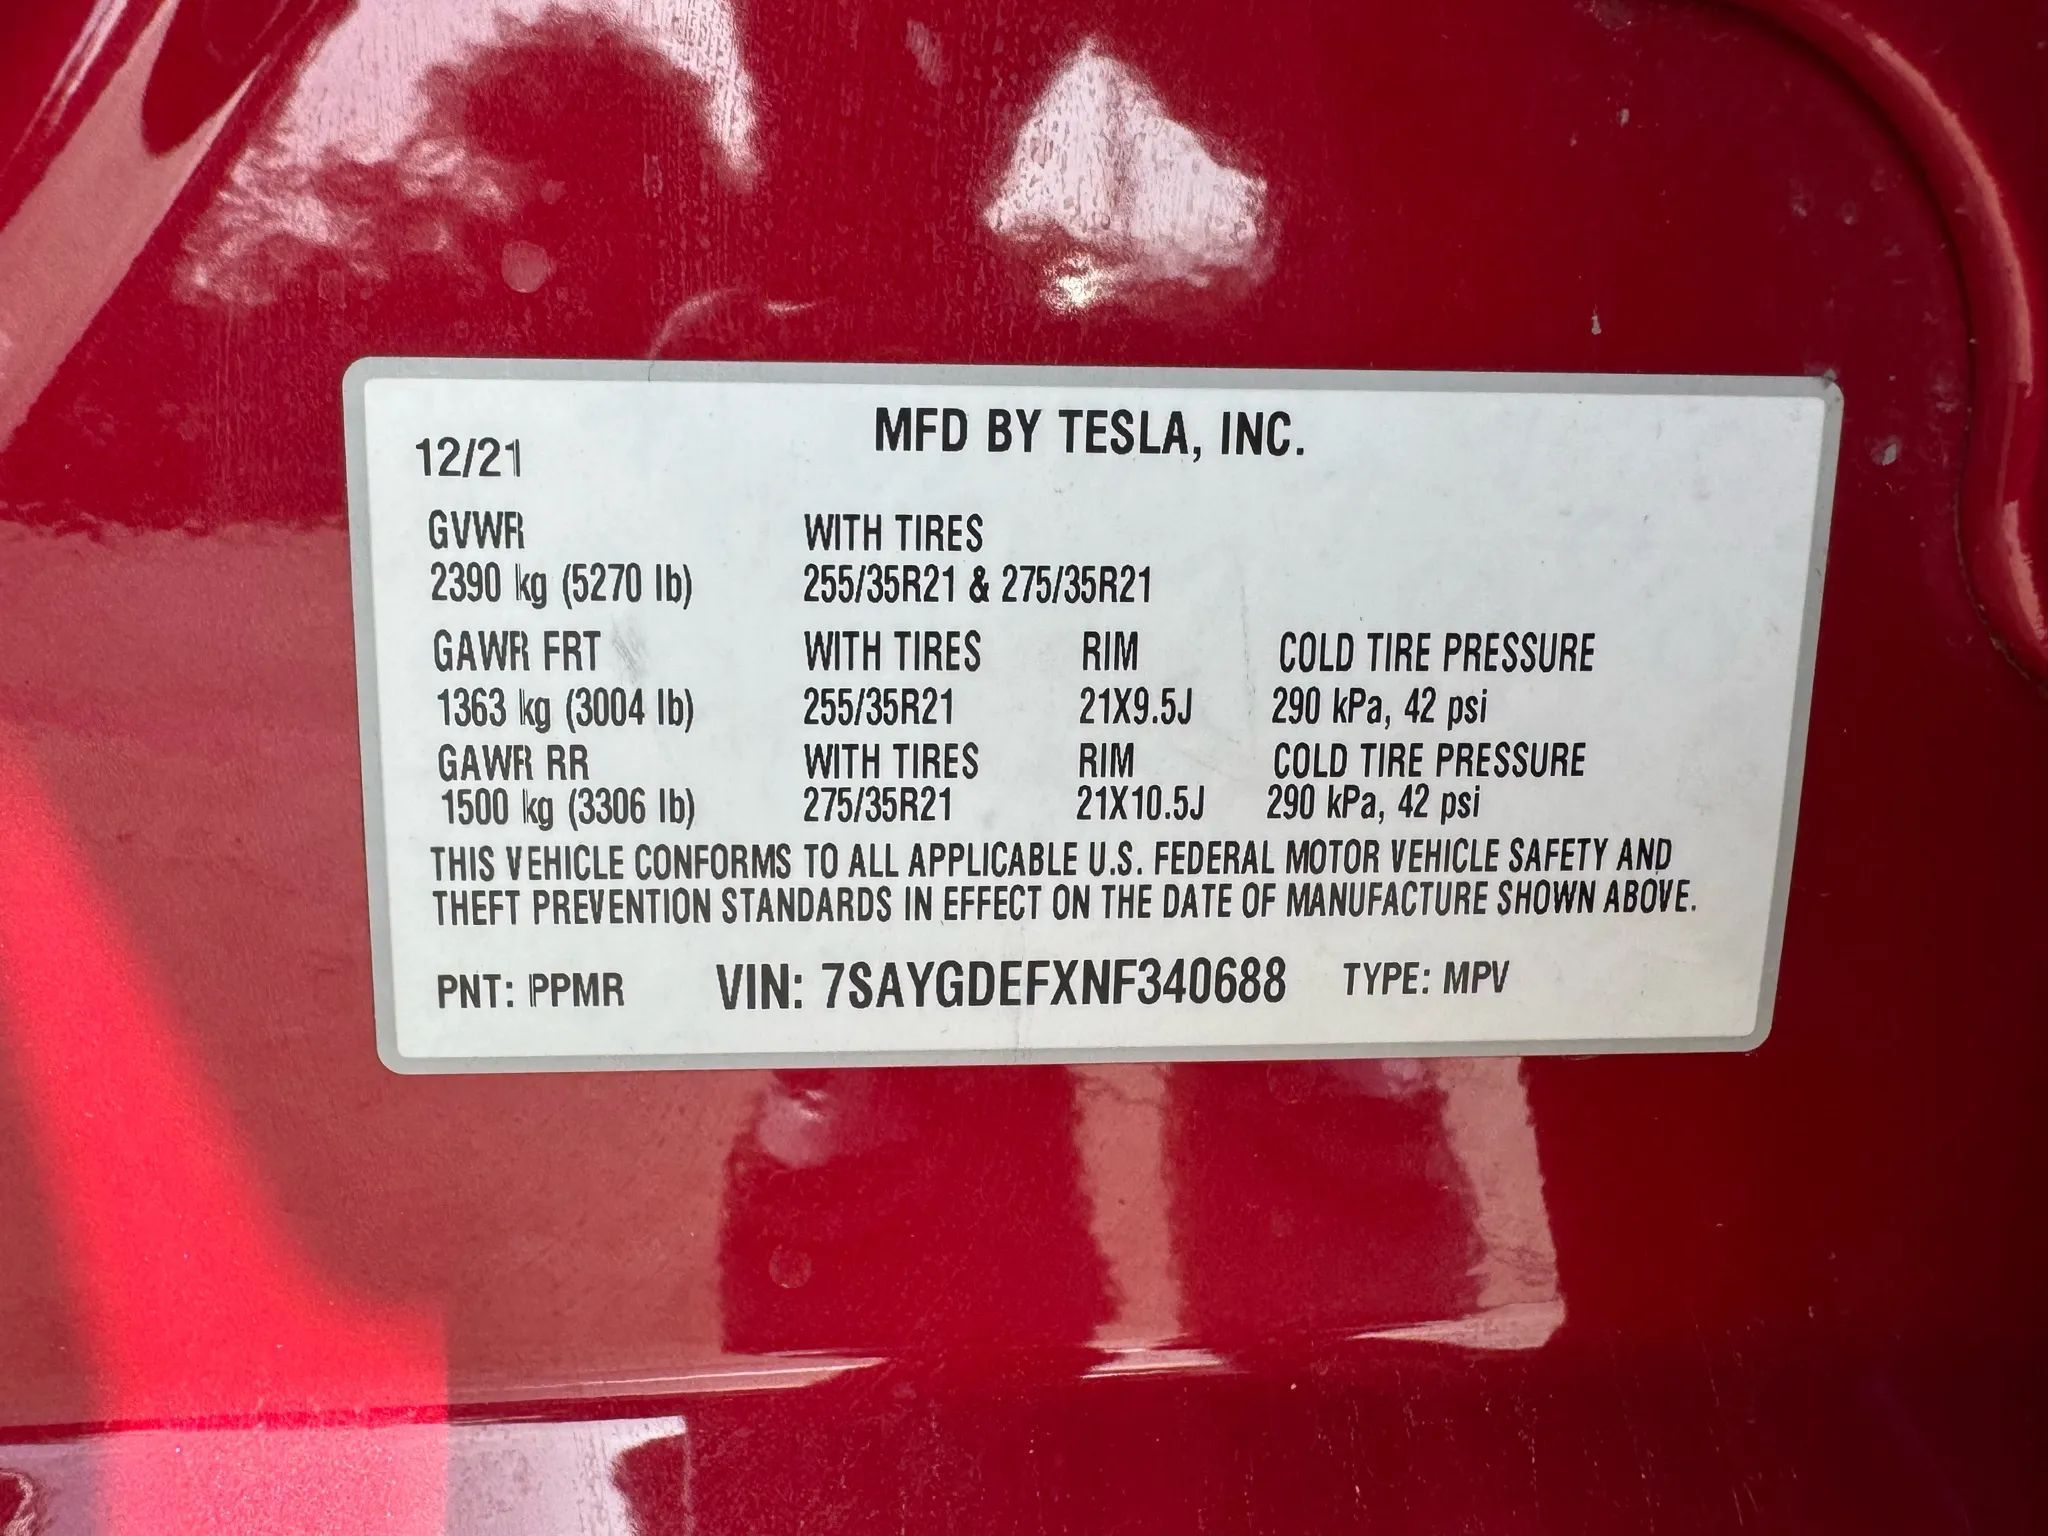 MFD BY TESLA, INC.
12/21
GVWR WITH TIRES
2390 kg (5270 lb) 255/35R21 & 275/35R21
GAWR FRT WITH TIRES RIM COLD TIRE PRESSURE
1363 kg (3004 lb) 255/35R21 21X9.5J 290 kPa, 42 psi
GAWR RR WITH TIRES RIM COLD TIRE PRESSURE
1500 kg (3306 lb) 275/35R21 21X10.5J 290 kPa, 42 psi
THIS VEHICLE CONFORMS TO ALL APPLICABLE U.S. FEDERAL MOTOR VEHICLE SAFETY AND
THEFT PREVENTION STANDARDS IN EFFECT ON THE DATE OF MANUFACTURE SHOWN ABOVE.
PNT: PPMR VIN: 7SAYGDEFXNF340688 TYPE: MPV